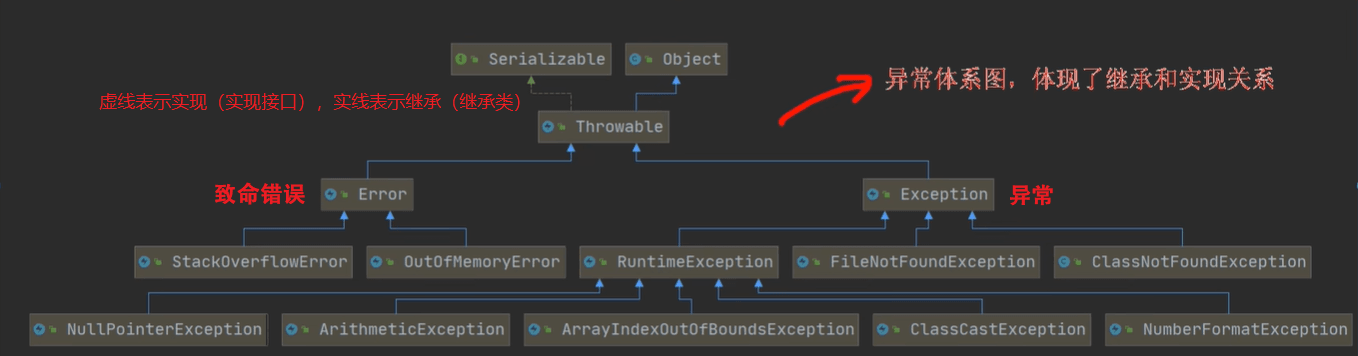 Serializable
Object
异常体系图，体现了继承和实现关系
虚线表示实现（实现接口），实线表示继承（继承类）
Throwable
致命错误
Error
Exception
异常
StackOverflowError
OutOfMemoryError
RuntimeException
FileNotFoundException
ClassNotFoundException
NullPointerException
ArithmeticException
ArrayIndexOutOfBoundsException
ClassCastException
NumberFormatException